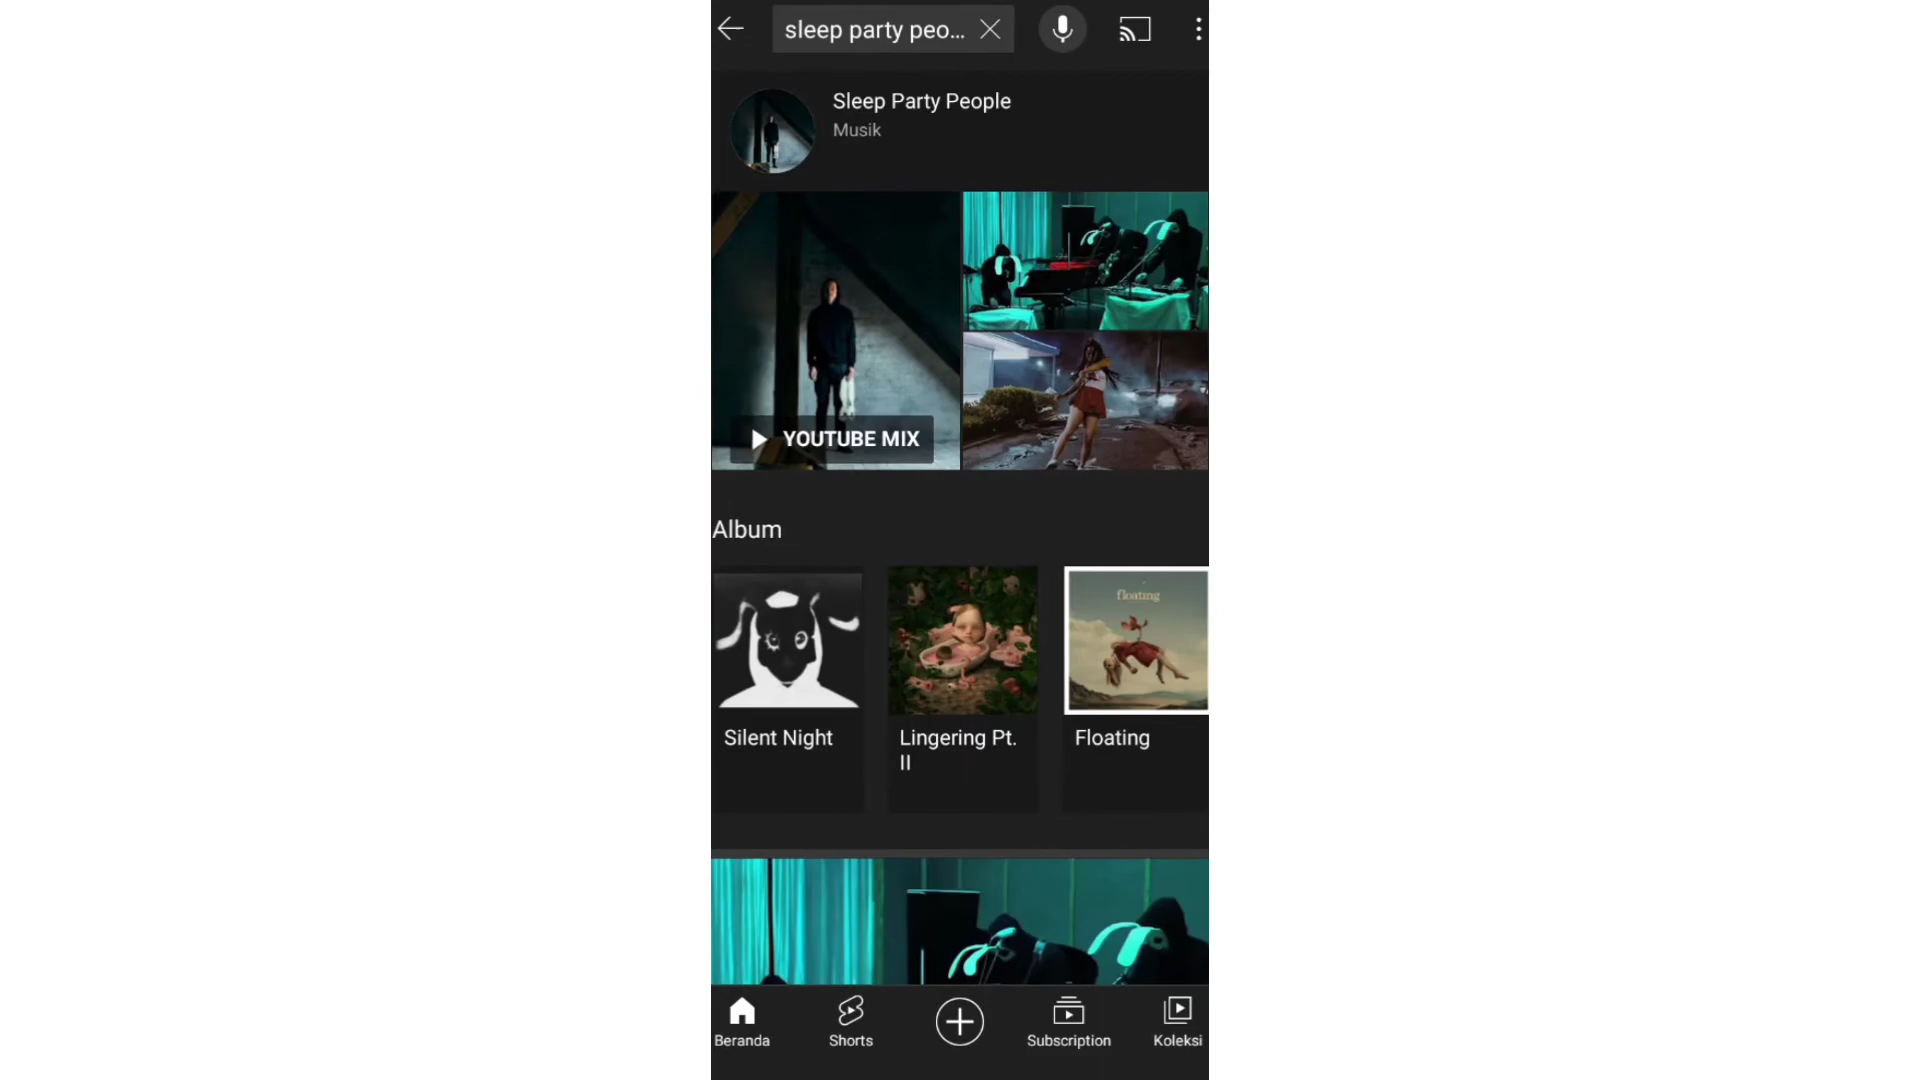 sleep party peo...
Sleep Party People
Musik
YOUTUBE MIX
Album
floating
Silent Night
Lingering Pt.
II
Floating
Beranda
Shorts
Subscription
Koleksi